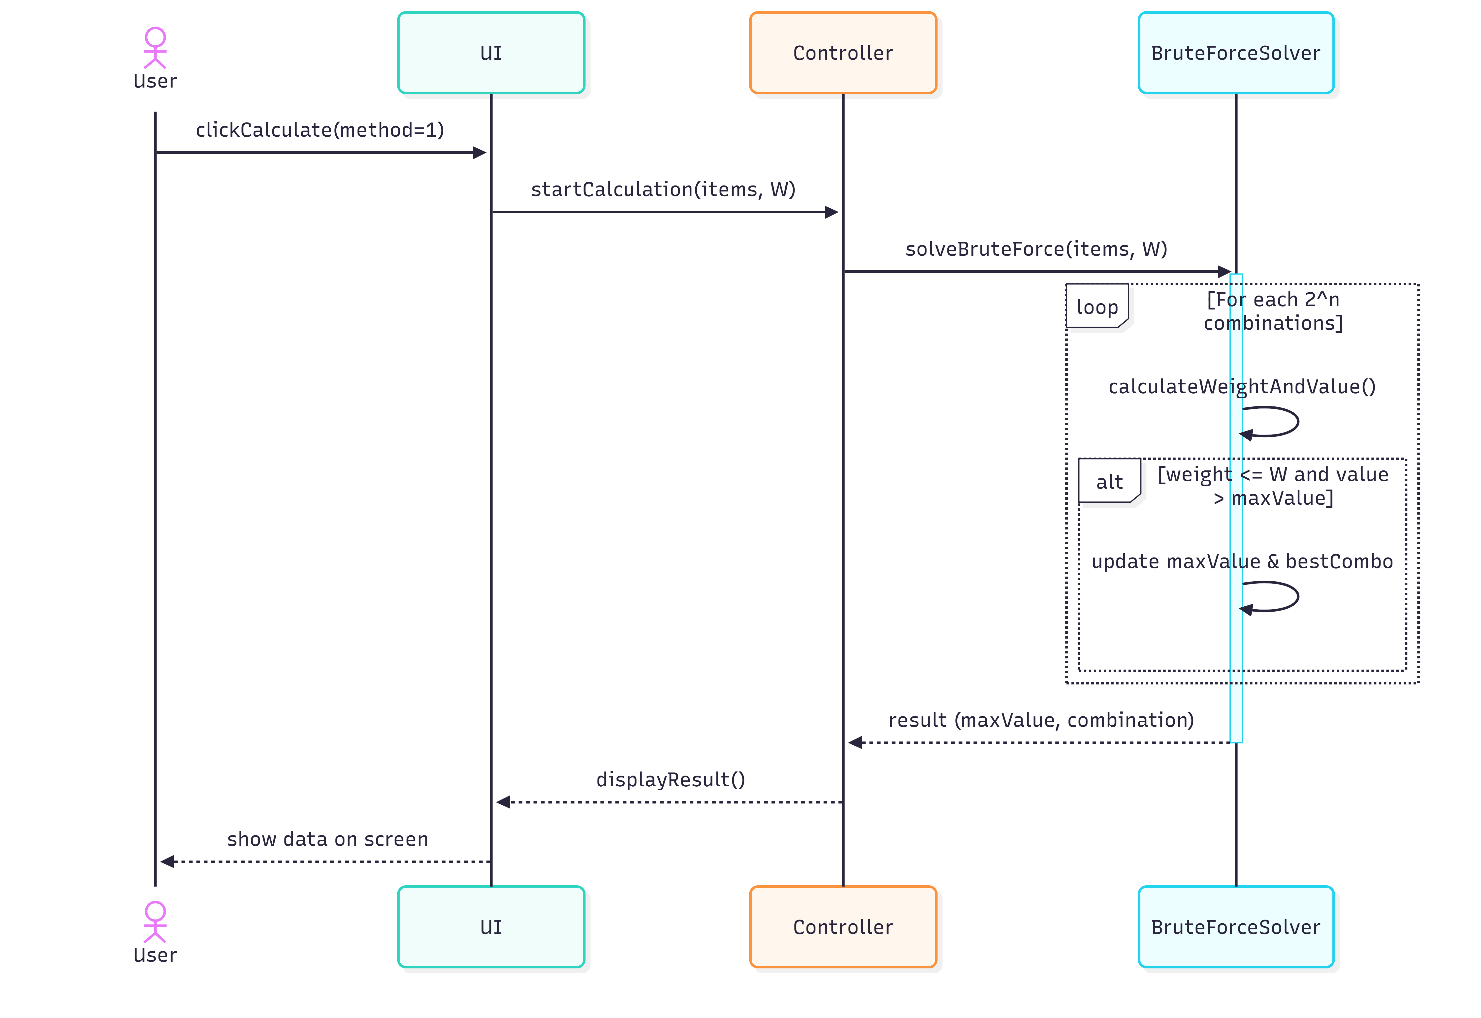 User
UI
Controller
BruteForceSolver
clickCalculate(method=1)
startCalculation(items, W)
solveBruteForce(items, W)
loop
[For each 2^n
combinations]
calculateWeightAndValue()
alt
[weight <= W and value
> maxValue]
update maxValue & bestCombo
result (maxValue, combination)
displayResult()
show data on screen
User
UI
Controller
BruteForceSolver